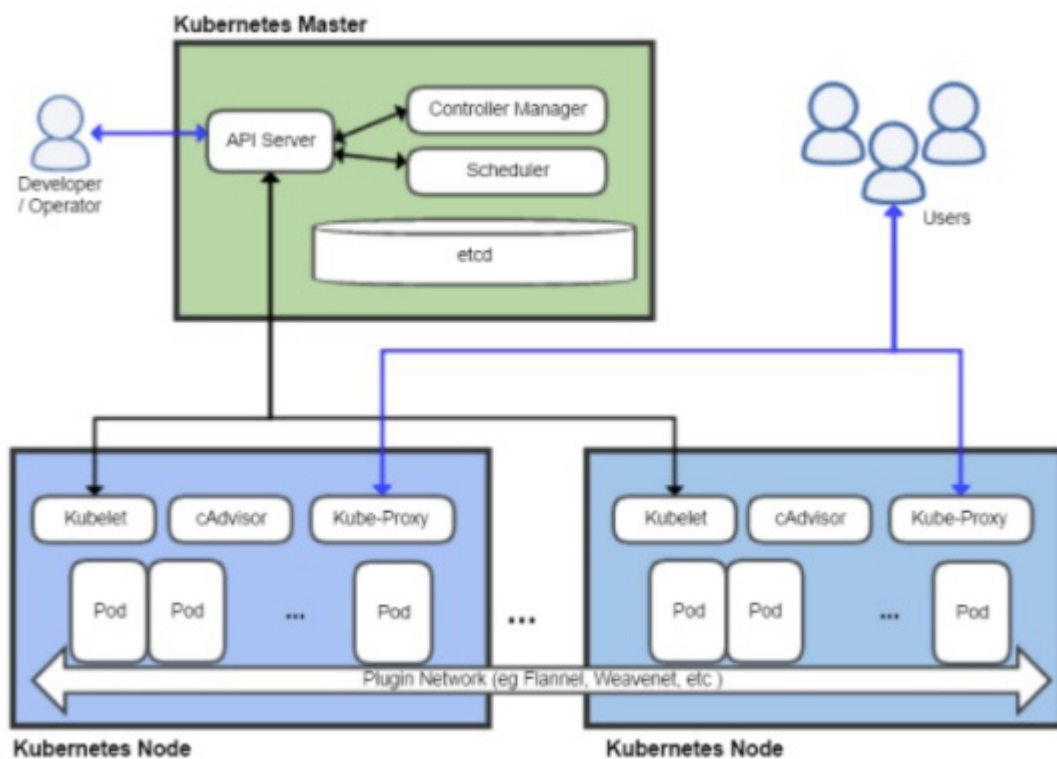 Kubernetes Master
API Server
Controller Manager
Scheduler
etcd
Developer
/ Operator
Users
Kubelet
cAdvisor
Kube-Proxy
Pod
Pod
...
Pod
...
Kubelet
cAdvisor
Kube-Proxy
Pod
Pod
...
Pod
Plugin Network (eg Flannel, Weavenet, etc )
Kubernetes Node
Kubernetes Node